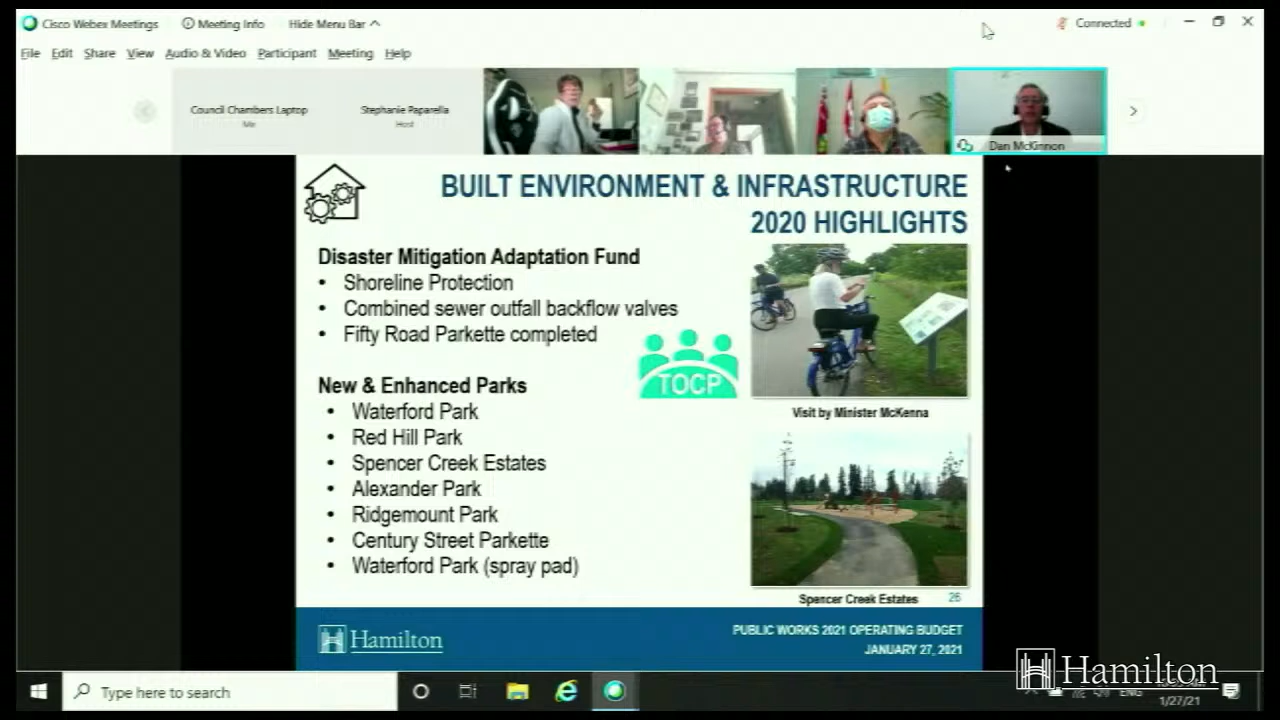 Cisco Webex Meetings
Meeting Info
Hide Menu Bar
Connected
File Edit Share View Audio & Video Participant Meeting Help
Council Chambers Laptop
Me
Stephanie Paparella
Host
Dan McKinnon
BUILT ENVIRONMENT & INFRASTRUCTURE
2020 HIGHLIGHTS
Disaster Mitigation Adaptation Fund
• Shoreline Protection
• Combined sewer outfall backflow valves
• Fifty Road Parkette completed
TOCP
Visit by Minister McKenna
New & Enhanced Parks
• Waterford Park
• Red Hill Park
• Spencer Creek Estates
• Alexander Park
• Ridgemount Park
• Century Street Parkette
• Waterford Park (spray pad)
Spencer Creek Estates
26
Hamilton
PUBLIC WORKS 2021 OPERATING BUDGET
JANUARY 27, 2021
Hamilton
Type here to search
ENG
1/27/21